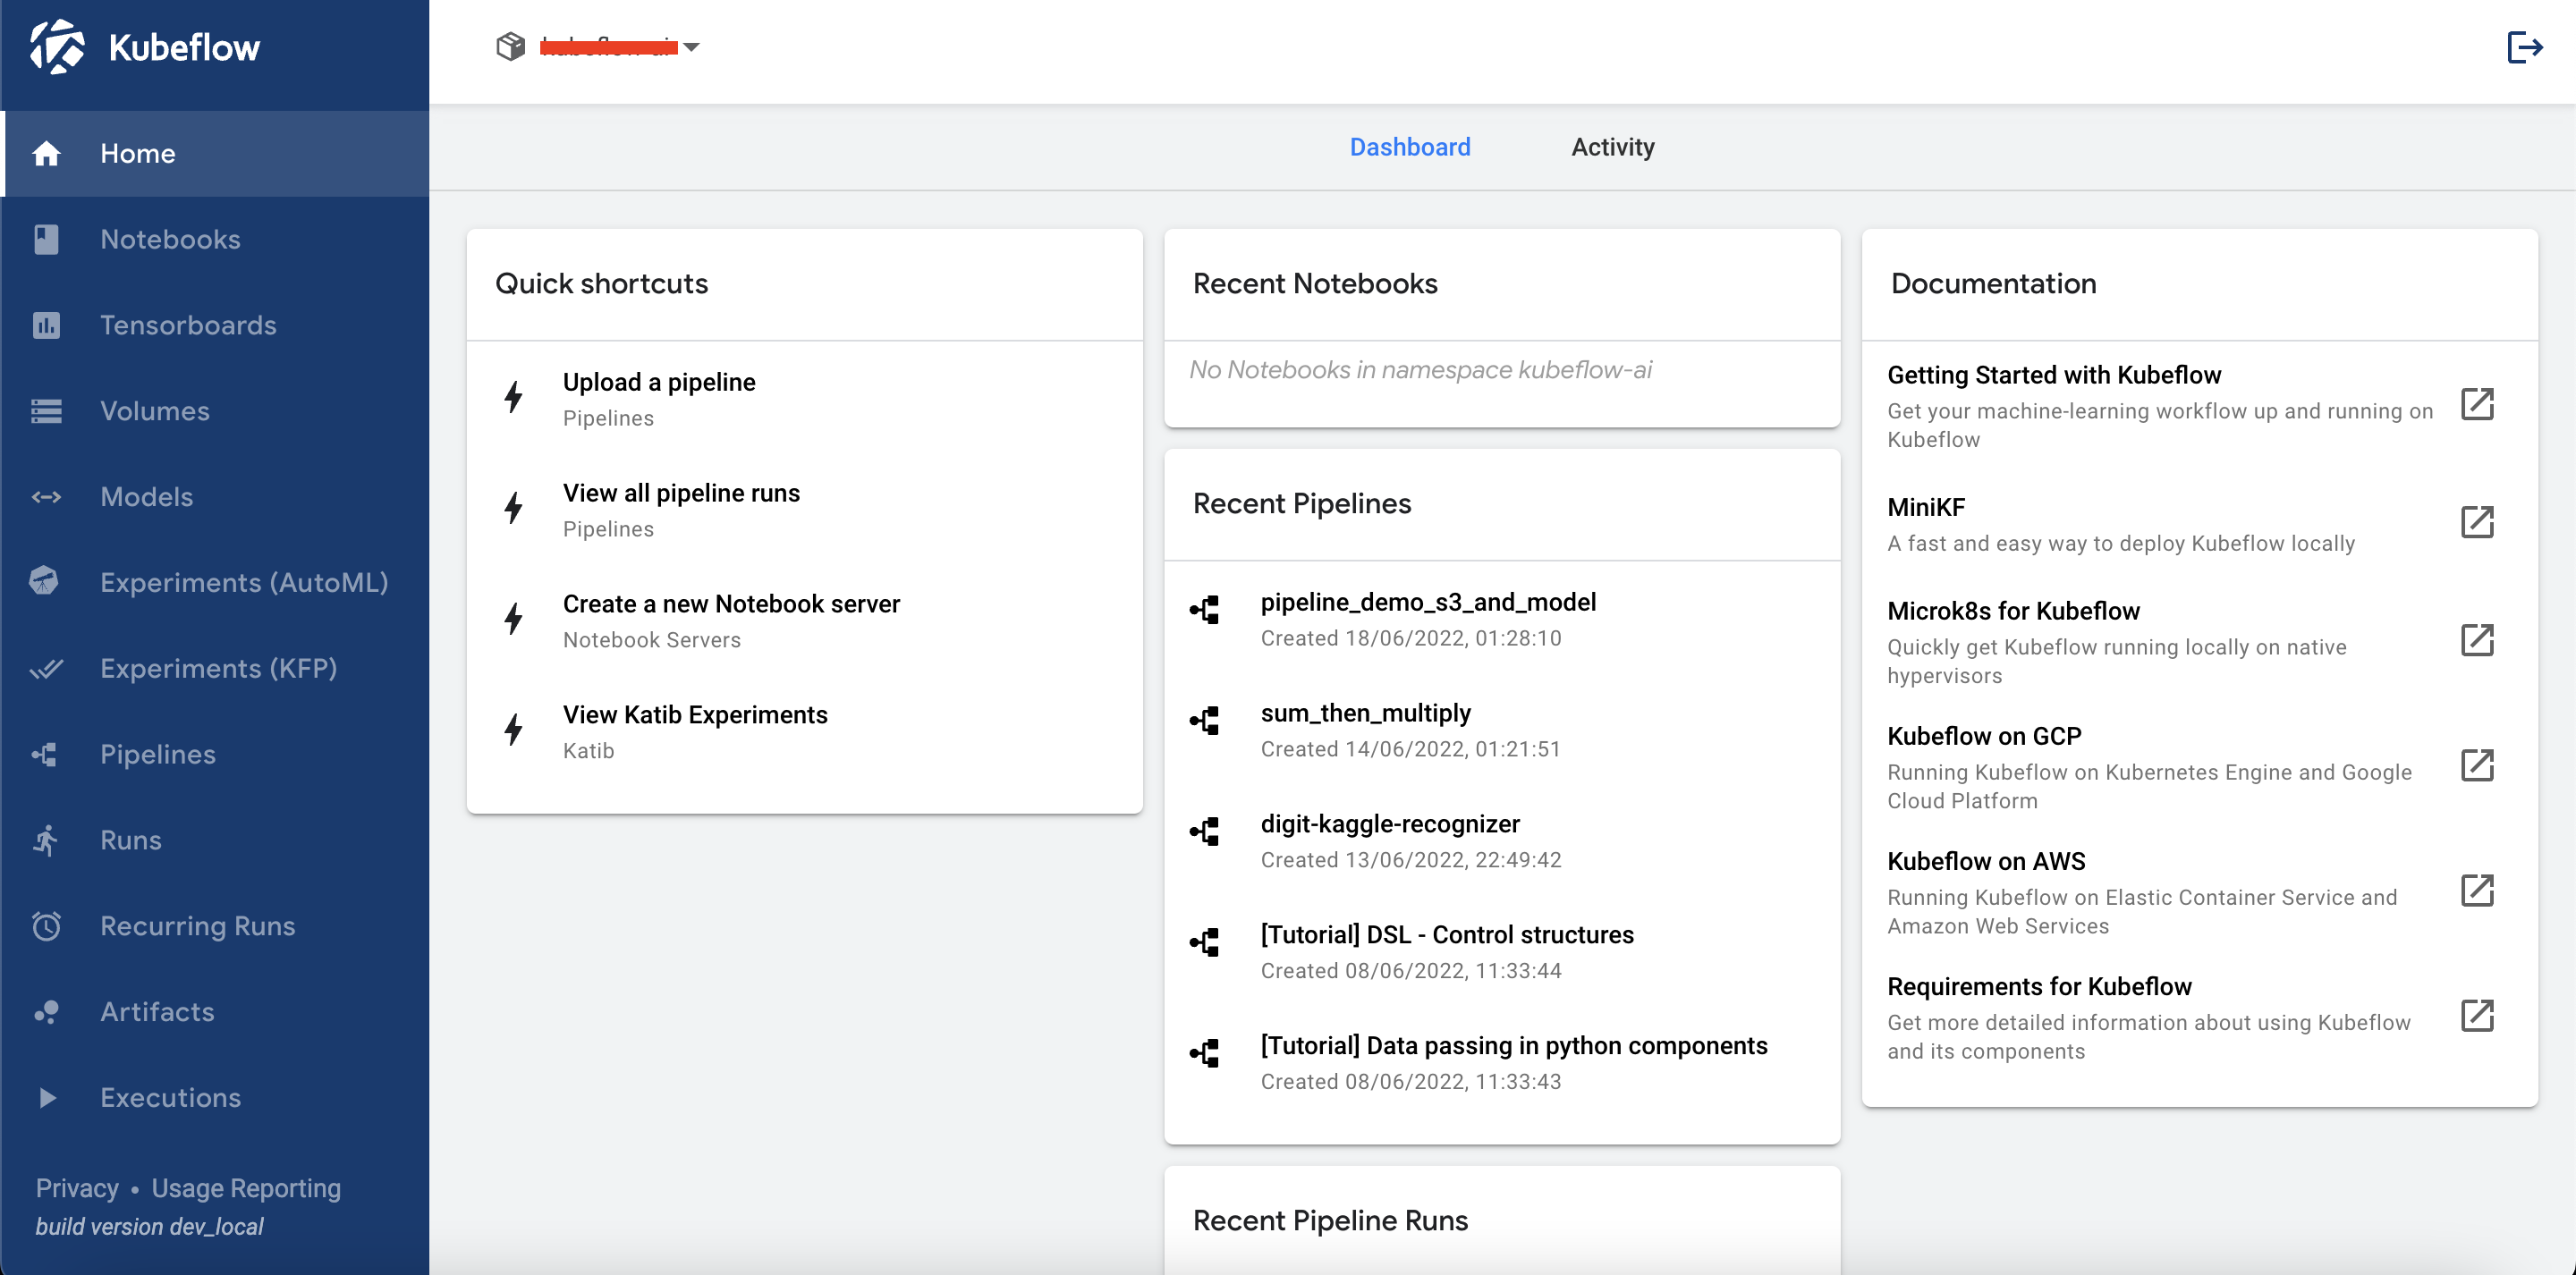 Kubeflow
Home
Notebooks
Tensorboards
Volumes
Models
Experiments (AutoML)
Experiments (KFP)
Pipelines
Runs
Recurring Runs
Artifacts
Executions
Privacy • Usage Reporting
build version dev_local
Dashboard
Activity
Quick shortcuts
Upload a pipeline
Pipelines
View all pipeline runs
Pipelines
Create a new Notebook server
Notebook Servers
View Katib Experiments
Katib
Recent Notebooks
No Notebooks in namespace kubeflow-ai
Recent Pipelines
pipeline_demo_s3_and_model
Created 18/06/2022, 01:28:10
sum_then_multiply
Created 14/06/2022, 01:21:51
digit-kaggle-recognizer
Created 13/06/2022, 22:49:42
[Tutorial] DSL - Control structures
Created 08/06/2022, 11:33:44
[Tutorial] Data passing in python components
Created 08/06/2022, 11:33:43
Recent Pipeline Runs
Documentation
Getting Started with Kubeflow
Get your machine-learning workflow up and running on
Kubeflow
MiniKF
A fast and easy way to deploy Kubeflow locally
Microk8s for Kubeflow
Quickly get Kubeflow running locally on native
hypervisors
Kubeflow on GCP
Running Kubeflow on Kubernetes Engine and Google
Cloud Platform
Kubeflow on AWS
Running Kubeflow on Elastic Container Service and
Amazon Web Services
Requirements for Kubeflow
Get more detailed information about using Kubeflow
and its components